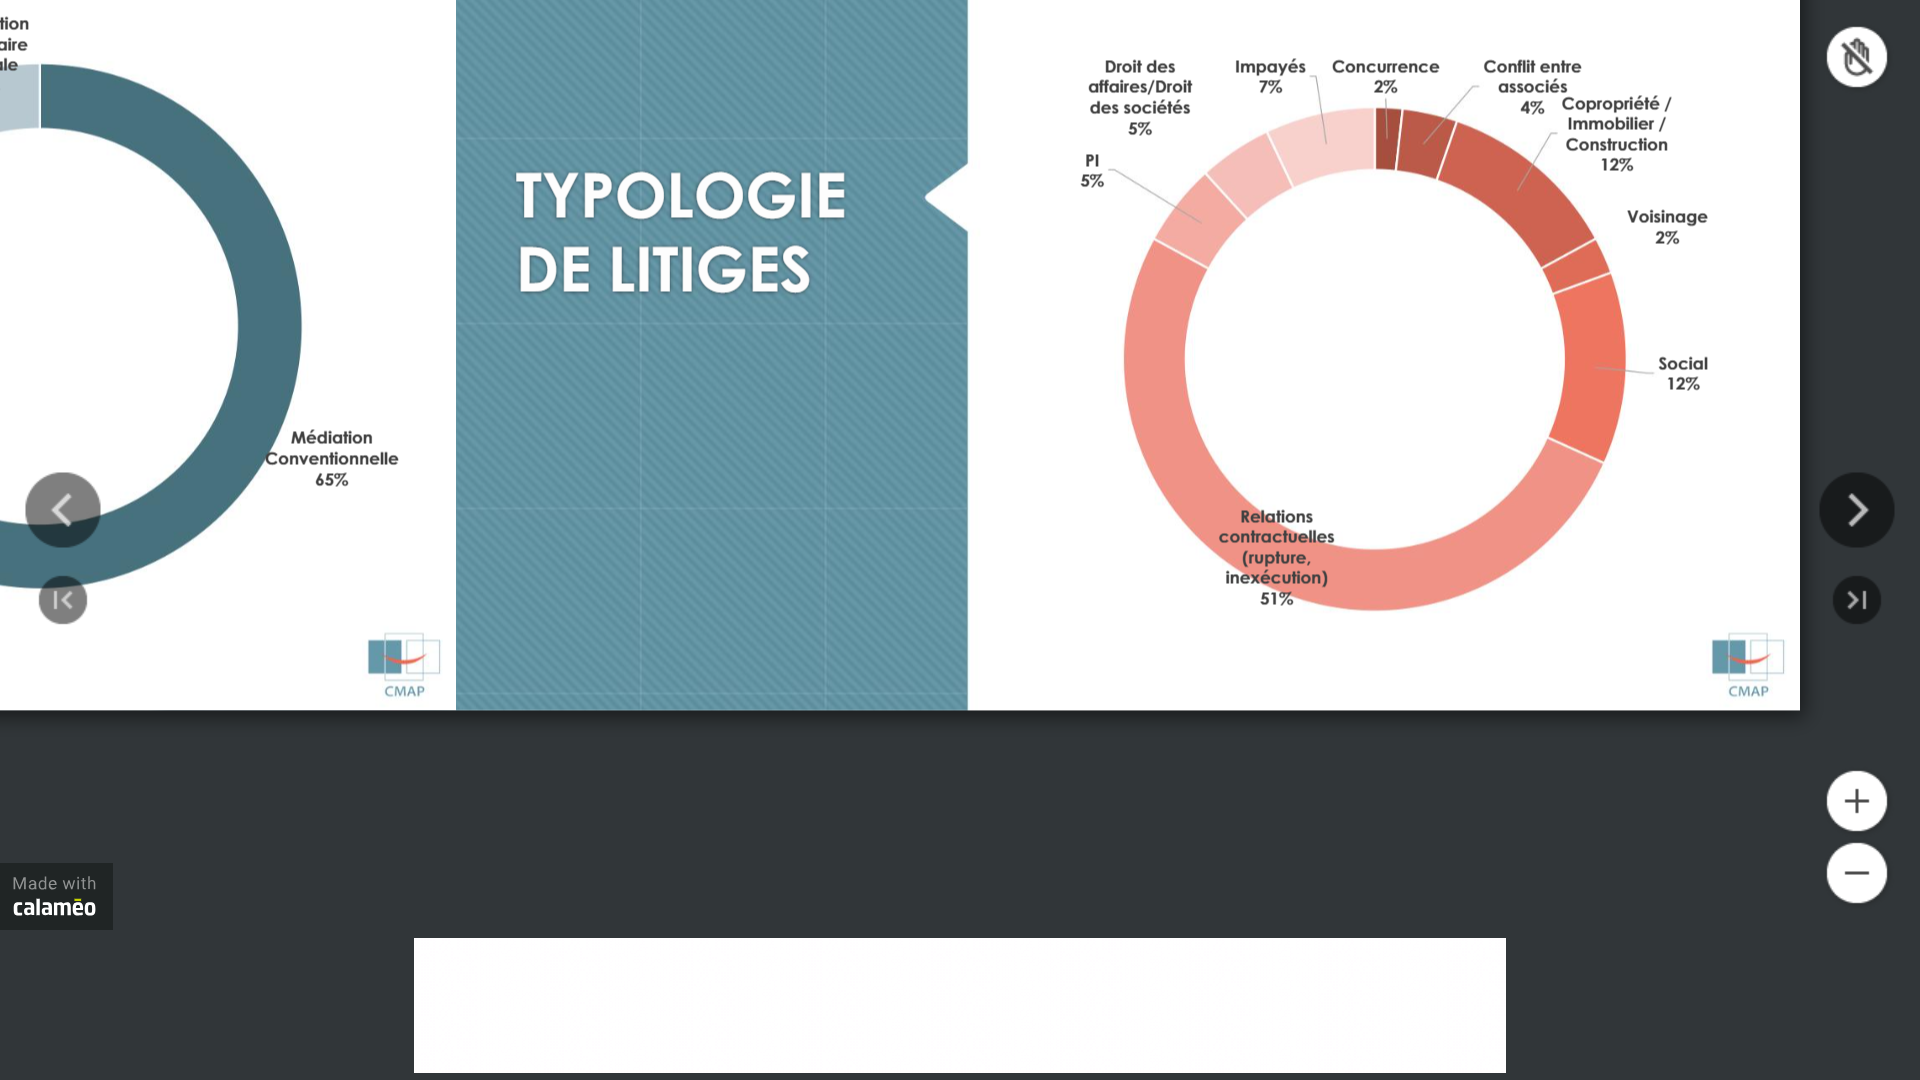 tion
aire
ale
Médiation
Conventionnelle
65%
CMAP
TYPOLOGIE
DE LITIGES
Droit des
affaires/Droit
des sociétés
5%
Impayés
7%
Concurrence
2%
Conflit entre
associés
4%
Copropriété /
Immobilier /
Construction
12%
PI
5%
Voisinage
2%
Social
12%
Relations
contractuelles
(rupture,
inexécution)
51%
CMAP
Made with
calamēo